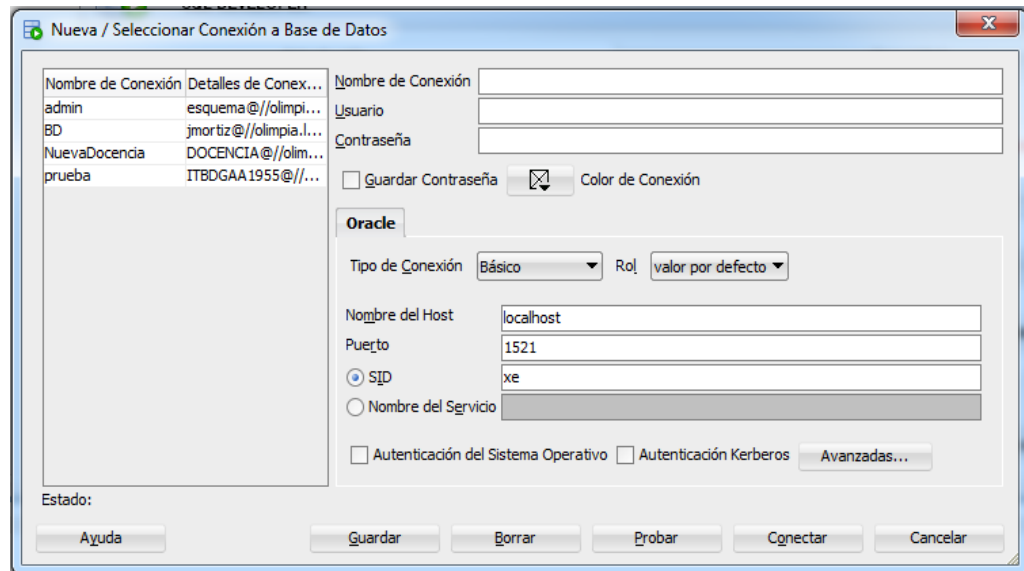 Nueva / Seleccionar Conexión a Base de Datos
Nombre de Conexión Detalles de Conex...
admin esquema@//olimpi...
BD jmortiz@//olimpia.l...
NuevaDocencia DOCENCIA@//olim...
prueba ITBDGAA1955@//...
Nombre de Conexión
Usuario
Contraseña
Guardar Contraseña Color de Conexión
Oracle
Tipo de Conexión Básico Rol valor por defecto
Nombre del Host localhost
Puerto 1521
SID xe
Nombre del Servicio
Autenticación del Sistema Operativo Autenticación Kerberos Avanzadas...
Estado:
Ayuda Guardar Borrar Probar Conectar Cancelar